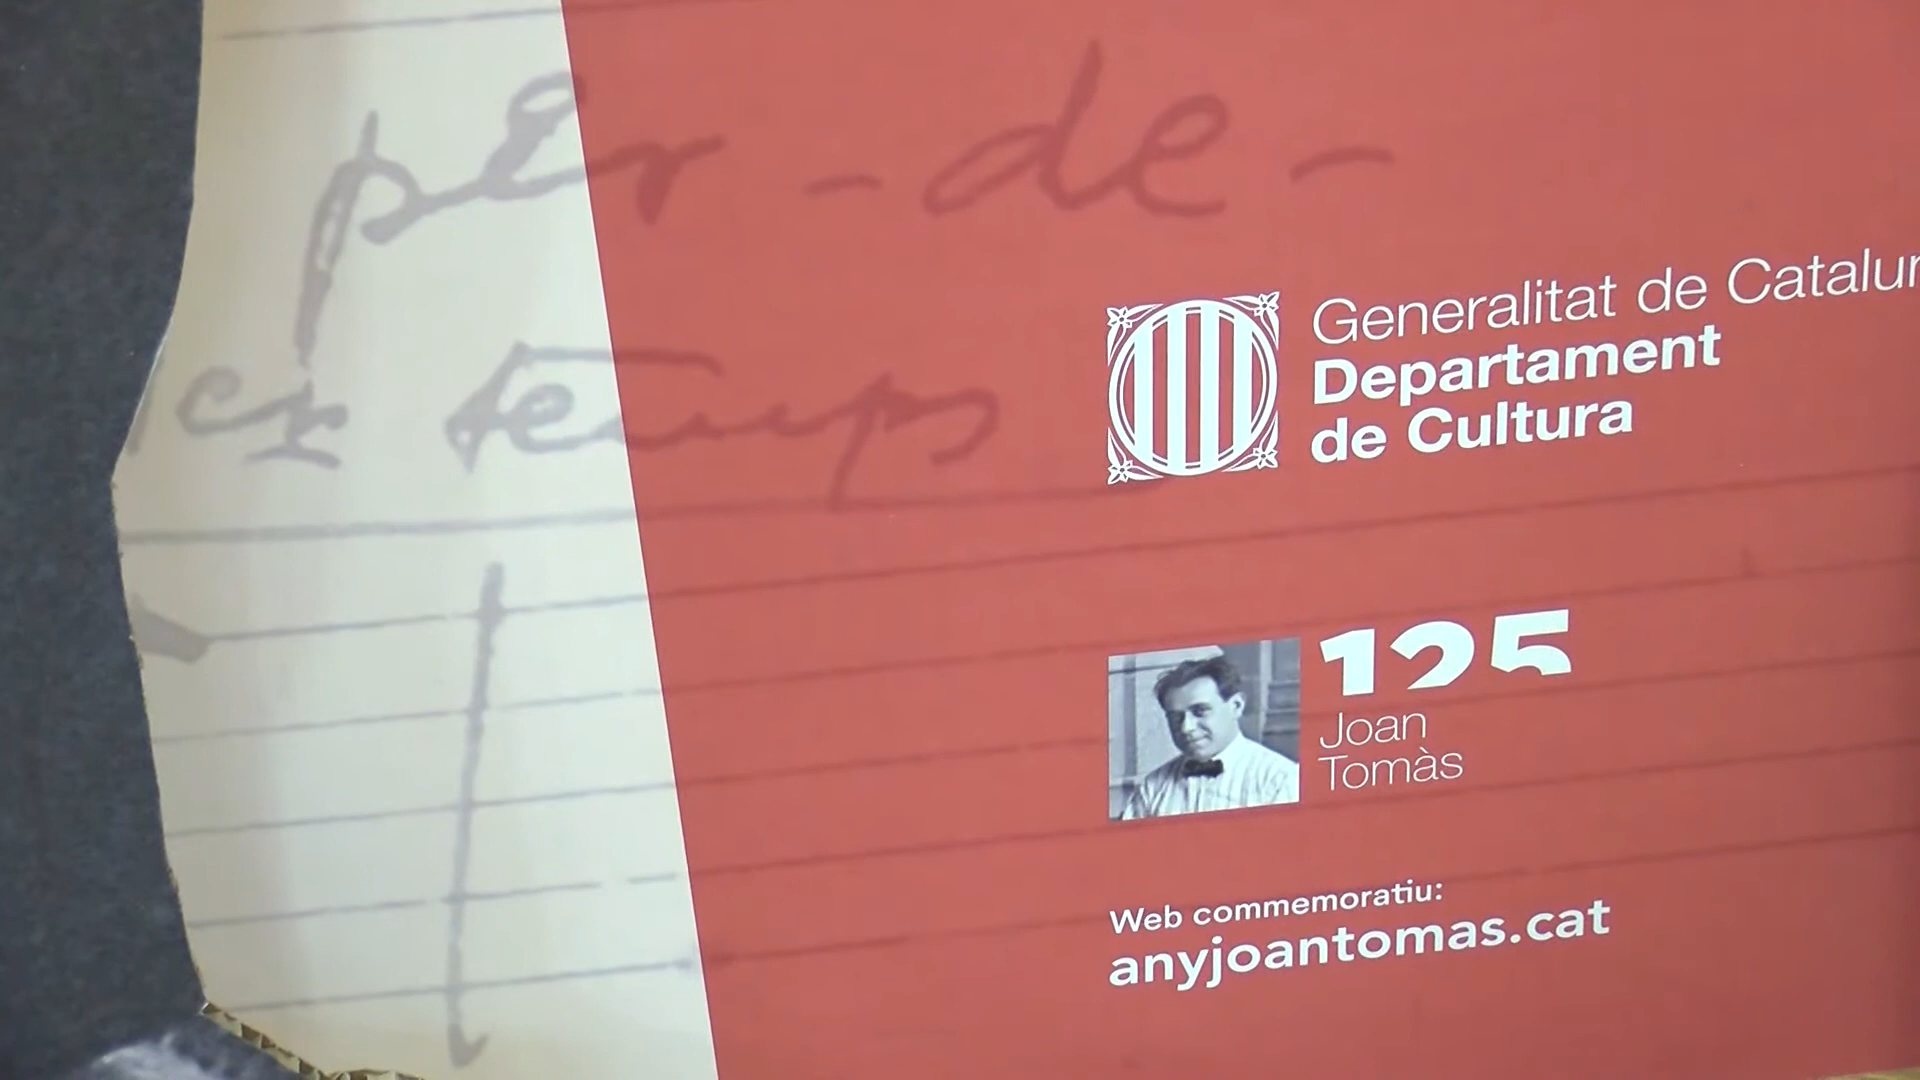 per - de -
temps
Generalitat de Catalun
Departament
de Cultura
125
Joan
Tomàs
Web commemoratiu:
anyjoantomas.cat